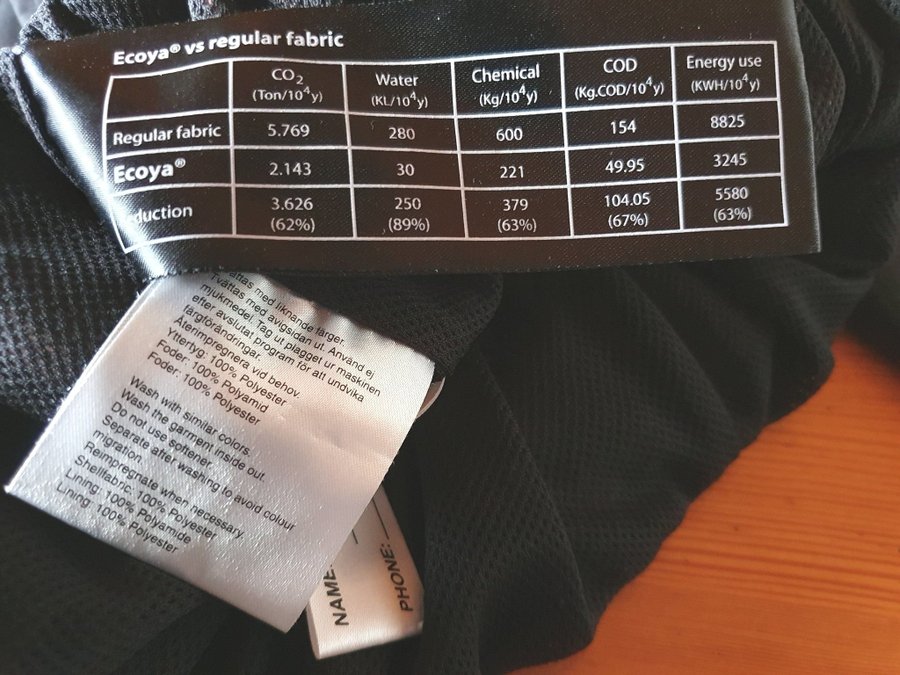 Ecoya® vs regular fabric
CO₂ (Ton/10⁴y) Water (KL/10⁴y) Chemical (Kg/10⁴y) COD (Kg.COD/10⁴y) Energy use (KWH/10⁴y)
Regular fabric 5.769 280 600 154 8825
Ecoya® 2.143 30 221 49.95 3245
3.626 (62%) 250 (89%) 379 (63%) 104.05 (67%) 5580 (63%)
med liknande färger.
Tvättas med avigsidan ut. Använd ej
mjukmedel. Tag ut plagget ur maskinen
efter avslutat program för att undvika
färgförändringar.
Återimpregnera vid behov.
Yttertyg: 100% Polyester
Foder: 100% Polyamid
Foder: 100% Polyester
Wash with similar colors.
Wash the garment inside out.
Do not use softener.
Separate after washing to avoid colour
migration.
Reimpregnate when necessary.
Shellfabric: 100% Polyester
Lining: 100% Polyamide
Lining: 100% Polyester
NAME:
PHONE: